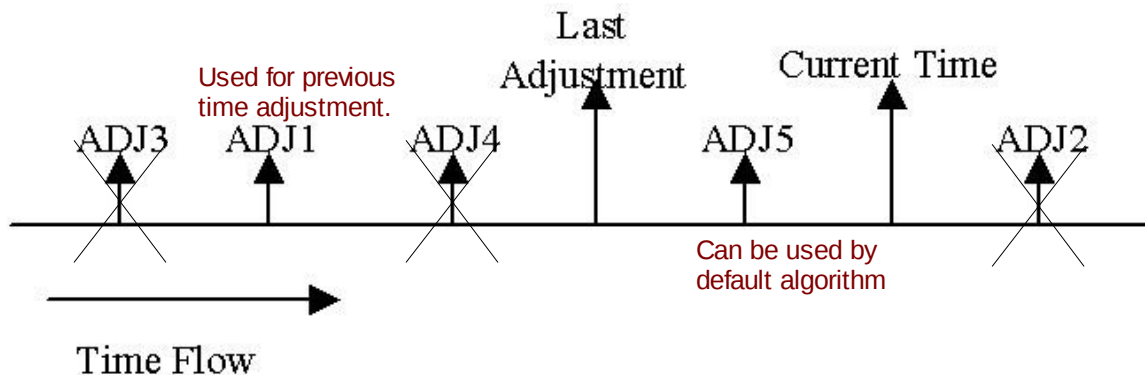 Last
Adjustment
Current Time
Used for previous
time adjustment.
ADJ3
ADJ1
ADJ4
ADJ5
ADJ2
Can be used by
default algorithm
Time Flow